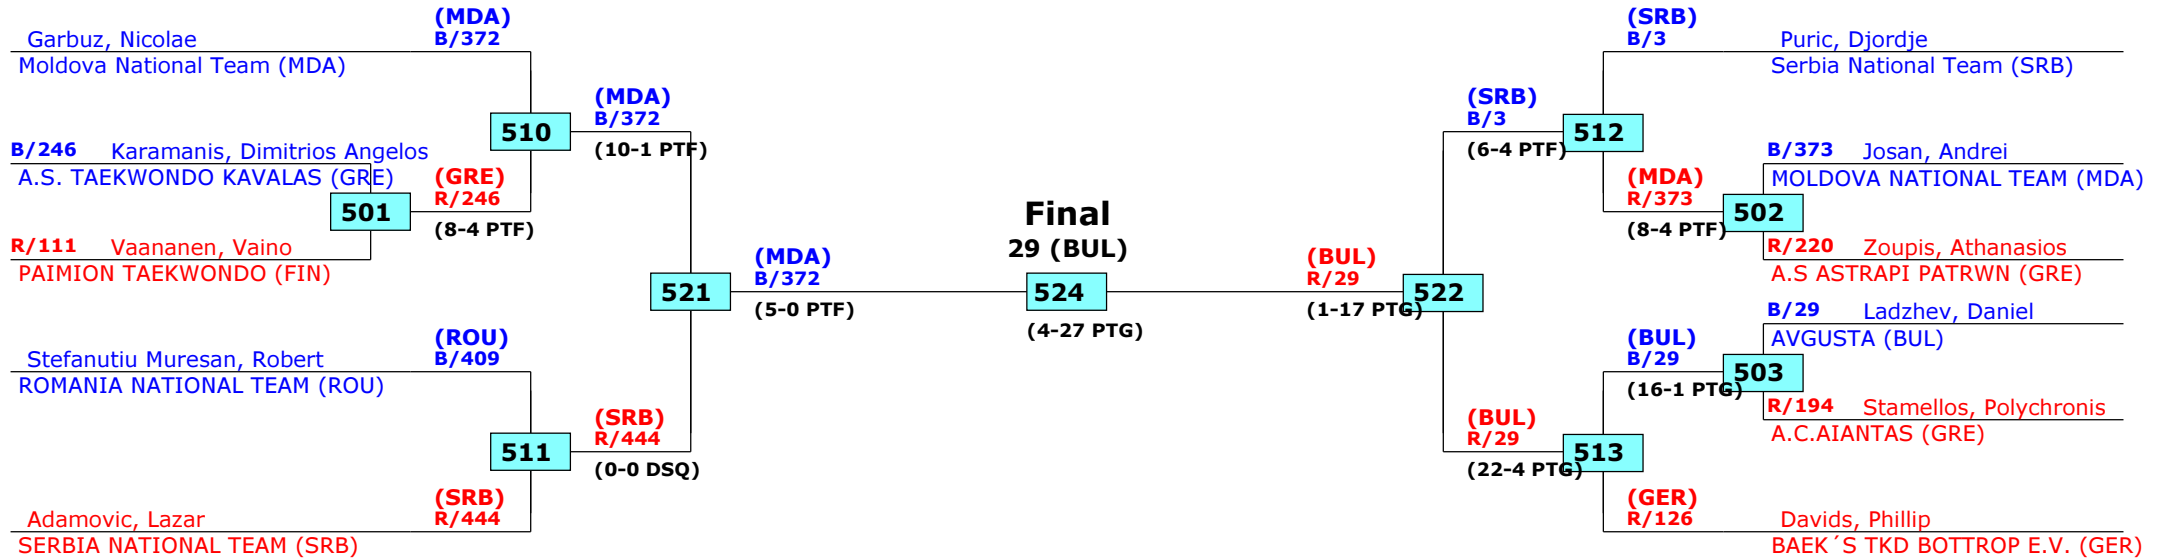 (MDA)
B/372
Garbuz, Nicolae
Moldova National Team (MDA)
B/246 Karamanis, Dimitrios Angelos
A.S. TAEKWONDO KAVALAS (GRE)
501
(GRE)
R/246
(8-4 PTF)
R/111 Vaananen, Vaino
PAIMION TAEKWONDO (FIN)
510
(MDA)
B/372
(10-1 PTF)
(ROU)
B/409
Stefanutiu Muresan, Robert
ROMANIA NATIONAL TEAM (ROU)
511
(SRB)
R/444
(0-0 DSQ)
(SRB)
R/444
Adamovic, Lazar
SERBIA NATIONAL TEAM (SRB)
521
(MDA)
B/372
(5-0 PTF)
Final
29 (BUL)
524
(4-27 PTG)
(BUL)
R/29
(1-17 PTG)
522
(SRB)
B/3
(6-4 PTF)
512
(SRB)
B/3
Puric, Djordje
Serbia National Team (SRB)
B/373 Josan, Andrei
MOLDOVA NATIONAL TEAM (MDA)
(MDA)
R/373
(8-4 PTF)
502
R/220 Zoupis, Athanasios
A.S ASTRAPI PATRWN (GRE)
B/29 Ladzhev, Daniel
AVGUSTA (BUL)
(BUL)
B/29
(16-1 PTG)
503
R/194 Stamellos, Polychronis
A.C.AIANTAS (GRE)
(BUL)
R/29
(22-4 PTG)
513
(GER)
R/126
Davids, Phillip
BAEK´S TKD BOTTROP E.V. (GER)